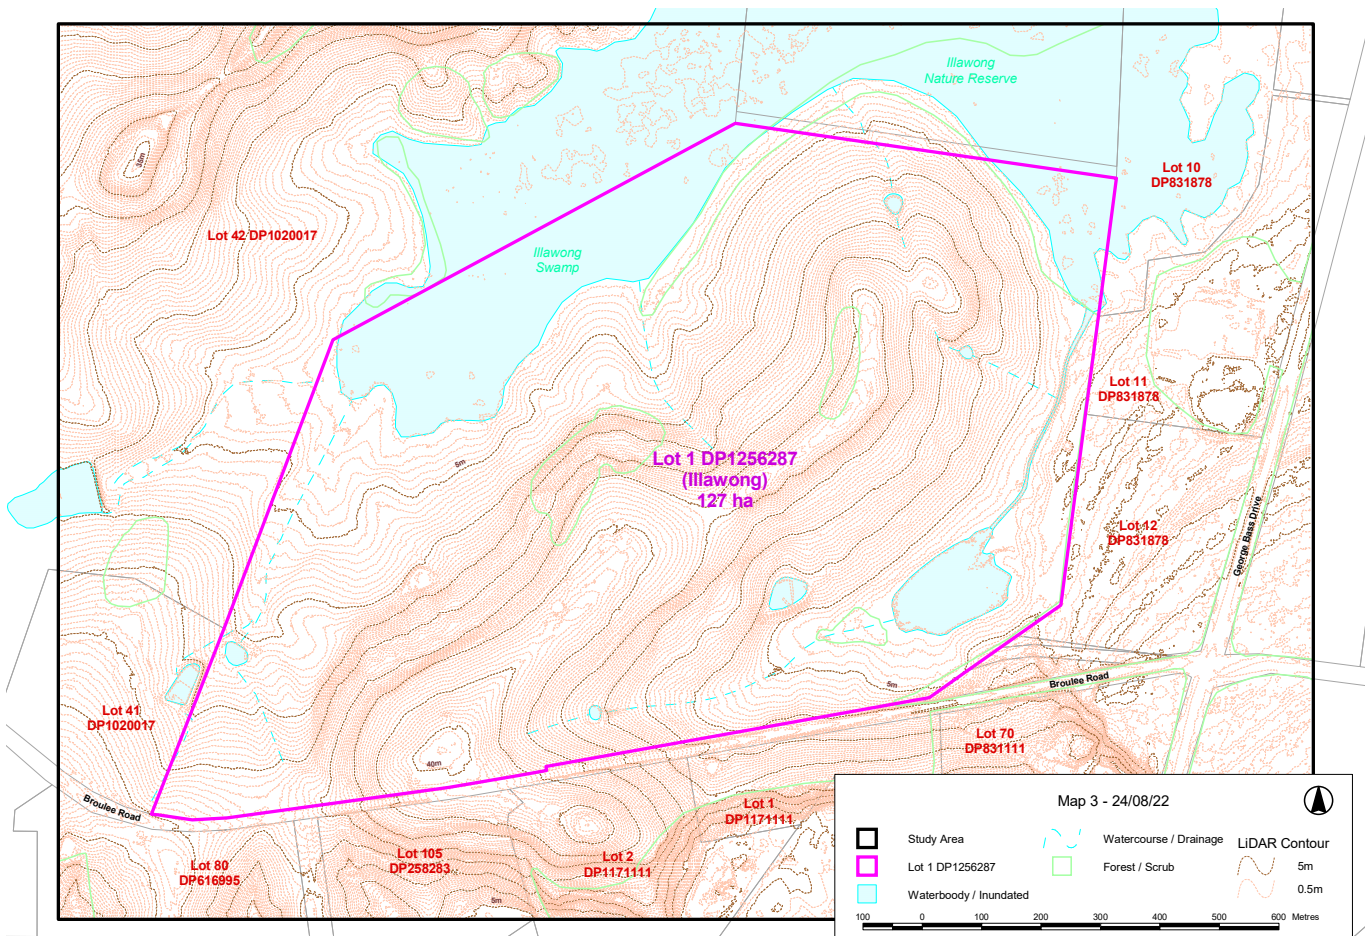 Illawong
Nature Reserve
35m
Lot 10
DP831878
Lot 42 DP1020017
Illawong
Swamp
Lot 11
DP831878
5m
Lot 1 DP1256287
(Illawong)
127 ha
George Bass Drive
Lot 12
DP831878
Broulee Road
5m
Lot 41
DP1020017
Lot 70
DP831111
40m
Broulee Road
Lot 1
DP1171111
Lot 80
DP616995
Lot 105
DP258283
Lot 2
DP1171111
5m
Map 3 - 24/08/22
Study Area
Watercourse / Drainage
LiDAR Contour
Lot 1 DP1256287
Forest / Scrub
5m
Waterboody / Inundated
0.5m
100 0 100 200 300 400 500 600 Metres